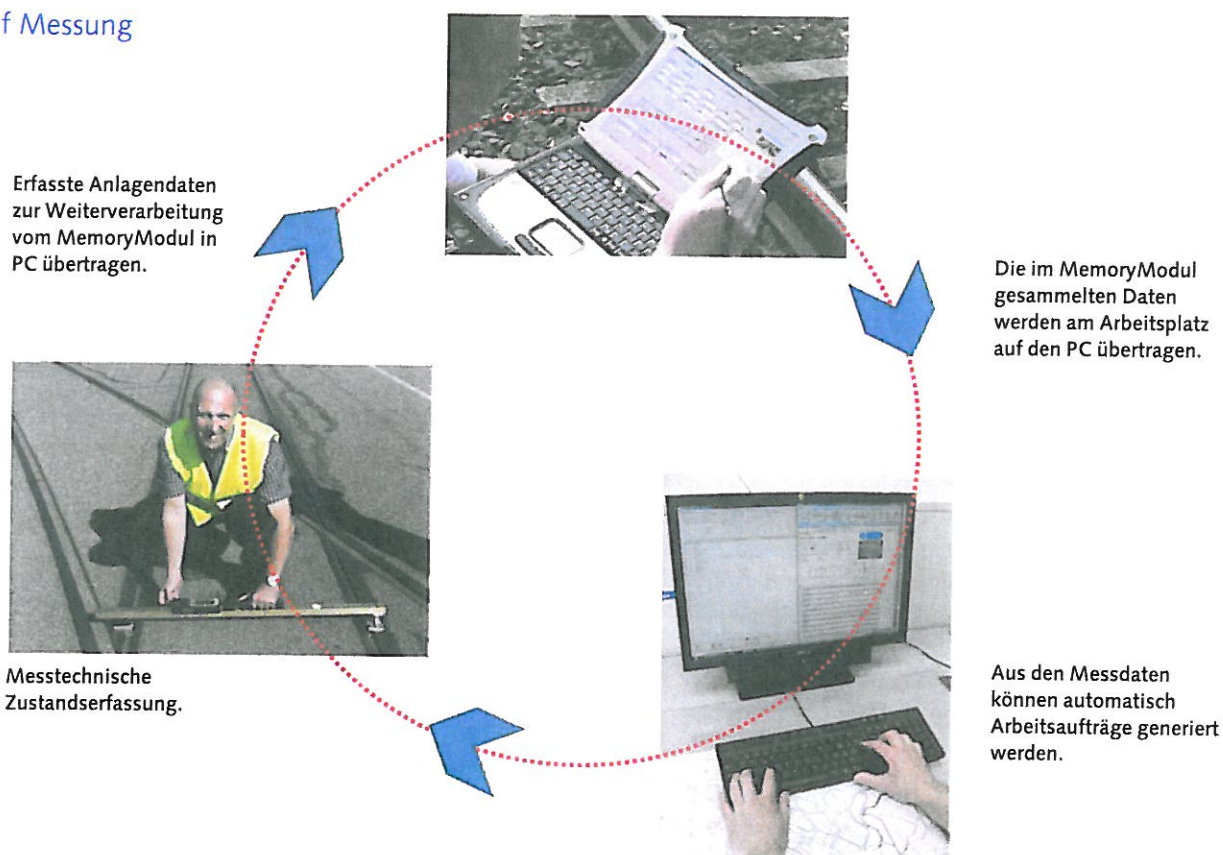 f Messung
Erfasste Anlagendaten
zur Weiterverarbeitung
vom MemoryModul in
PC übertragen.
Die im MemoryModul
gesammelten Daten
werden am Arbeitsplatz
auf den PC übertragen.
Messtechnische
Zustandserfassung.
Aus den Messdaten
können automatisch
Arbeitsaufträge generiert
werden.